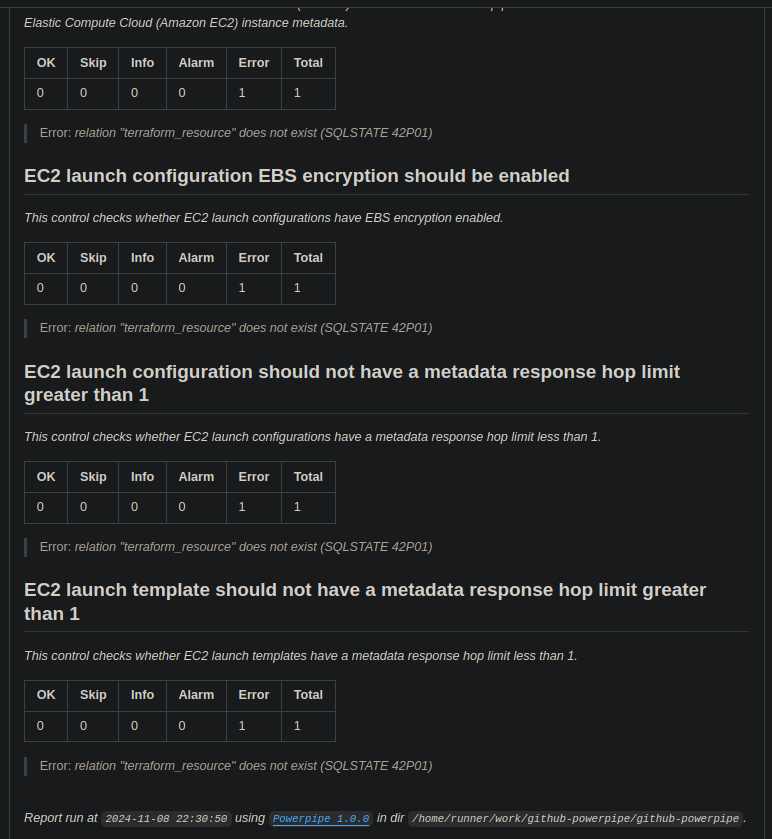 Elastic Compute Cloud (Amazon EC2) instance metadata.
OK Skip Info Alarm Error Total
0 0 0 0 1 1
Error: relation "terraform_resource" does not exist (SQLSTATE 42P01)
EC2 launch configuration EBS encryption should be enabled
This control checks whether EC2 launch configurations have EBS encryption enabled.
OK Skip Info Alarm Error Total
0 0 0 0 1 1
Error: relation "terraform_resource" does not exist (SQLSTATE 42P01)
EC2 launch configuration should not have a metadata response hop limit
greater than 1
This control checks whether EC2 launch configurations have a metadata response hop limit less than 1.
OK Skip Info Alarm Error Total
0 0 0 0 1 1
Error: relation "terraform_resource" does not exist (SQLSTATE 42P01)
EC2 launch template should not have a metadata response hop limit greater
than 1
This control checks whether EC2 launch templates have a metadata response hop limit less than 1.
OK Skip Info Alarm Error Total
0 0 0 0 1 1
Error: relation "terraform_resource" does not exist (SQLSTATE 42P01)
Report run at 2024-11-08 22:30:50 using Powerpipe 1.0.0 in dir /home/runner/work/github-powerpipe/github-powerpipe.